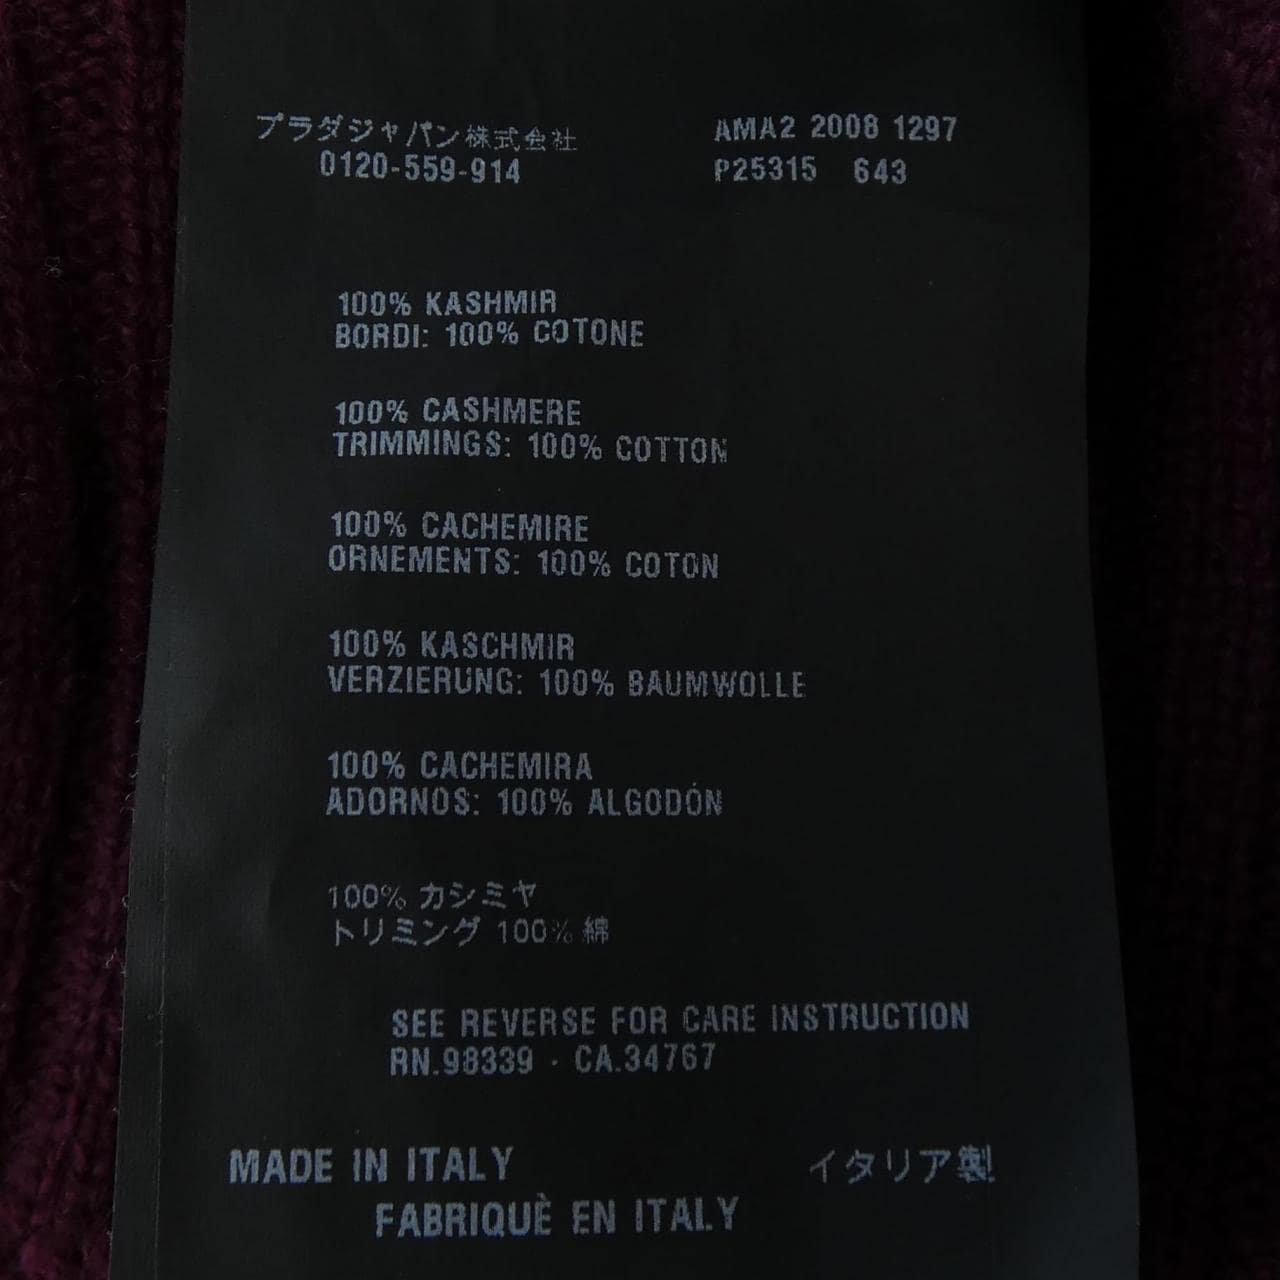 プラダジャパン株式会社
0120-559-914
AMA2 2008 1297
P25315 643
100% KASHMIR
BORDI: 100% COTONE
100% CASHMERE
TRIMMINGS: 100% COTTON
100% CACHEMIRE
ORNEMENTS: 100% COTON
100% KASCHMIR
VERZIERUNG: 100% BAUMWOLLE
100% CACHEMIRA
ADORNOS: 100% ALGODÓN
100% カシミヤ
トリミング 100% 綿
SEE REVERSE FOR CARE INSTRUCTION
RN.98339 · CA.34767
MADE IN ITALY
イタリア製
FABRIQUÈ EN ITALY